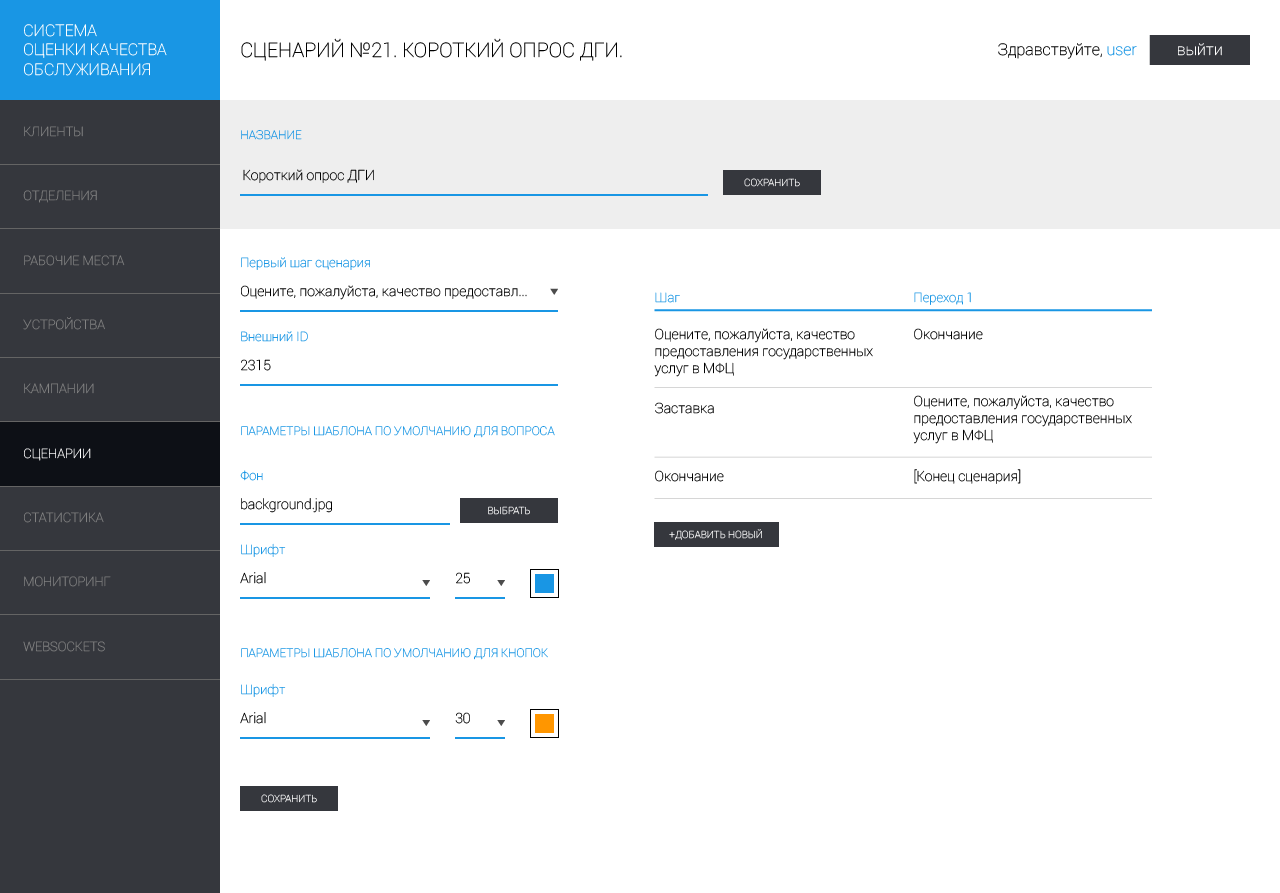 СИСТЕМА
ОЦЕНКИ КАЧЕСТВА
ОБСЛУЖИВАНИЯ
СЦЕНАРИЙ №21. КОРОТКИЙ ОПРОС ДГИ.
Здравствуйте, user
ВЫЙТИ
КЛИЕНТЫ
ОТДЕЛЕНИЯ
РАБОЧИЕ МЕСТА
УСТРОЙСТВА
КАМПАНИИ
СЦЕНАРИИ
СТАТИСТИКА
МОНИТОРИНГ
WEBSOCKETS
НАЗВАНИЕ
Короткий опрос ДГИ
СОХРАНИТЬ
Первый шаг сценария
Оцените, пожалуйста, качество предоставл...
Внешний ID
2315
ПАРАМЕТРЫ ШАБЛОНА ПО УМОЛЧАНИЮ ДЛЯ ВОПРОСА
Фон
background.jpg
ВЫБРАТЬ
Шрифт
Arial
25
ПАРАМЕТРЫ ШАБЛОНА ПО УМОЛЧАНИЮ ДЛЯ КНОПОК
Шрифт
Arial
30
СОХРАНИТЬ
Шаг
Переход 1
Оцените, пожалуйста, качество
предоставления государственных
услуг в МФЦ
Окончание
Заставка
Оцените, пожалуйста, качество
предоставления государственных
услуг в МФЦ
Окончание
[Конец сценария]
+ДОБАВИТЬ НОВЫЙ